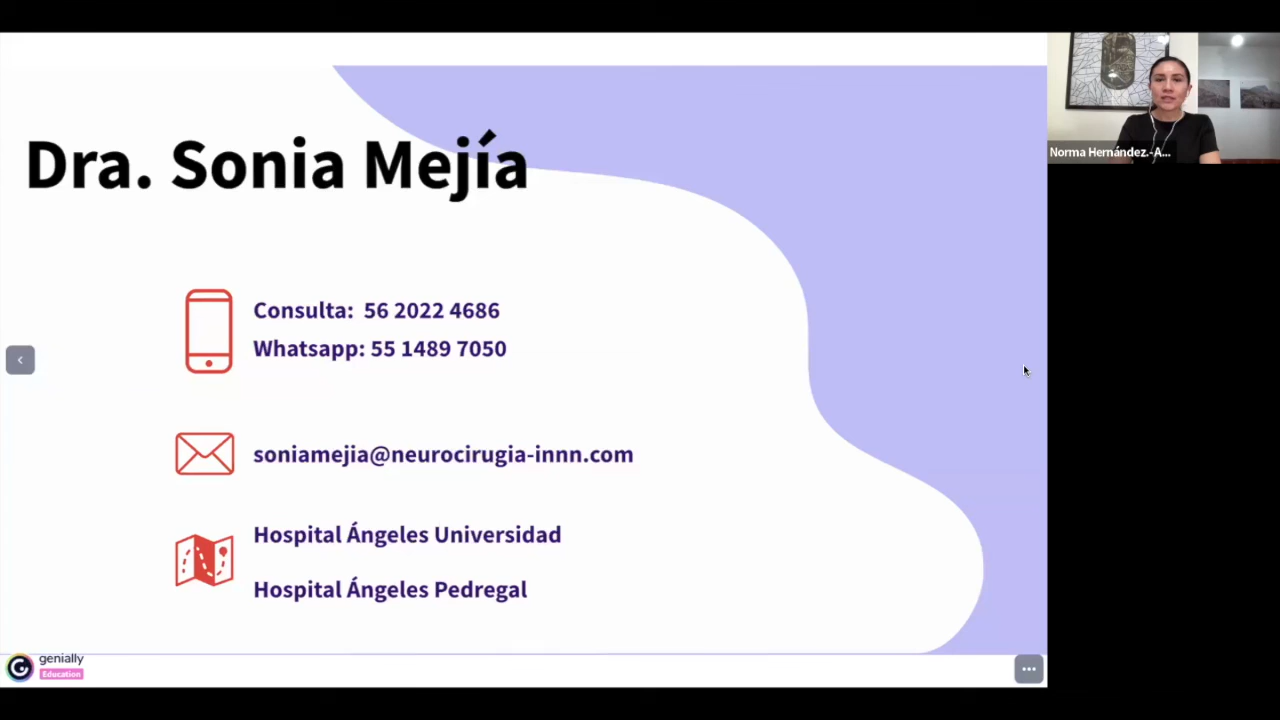 Dra. Sonia Mejía
Norma Hernández.-A...
Consulta: 56 2022 4686
Whatsapp: 55 1489 7050
soniamejia@neurocirugia-innn.com
Hospital Ángeles Universidad
Hospital Ángeles Pedregal
genially
Education